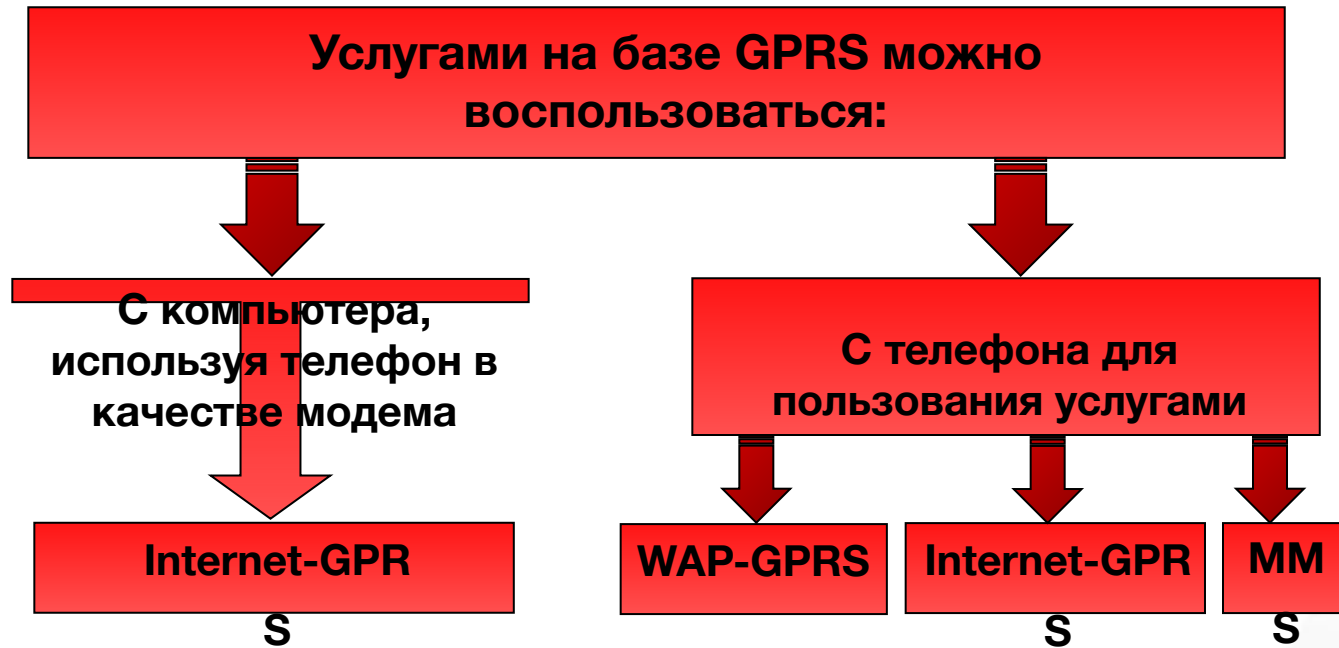 Услугами на базе GPRS можно
воспользоваться:
С компьютера,
используя телефон в
качестве модема
С телефона для
пользования услугами
Internet-GPR
S
WAP-GPRS
Internet-GPR
S
MM
S